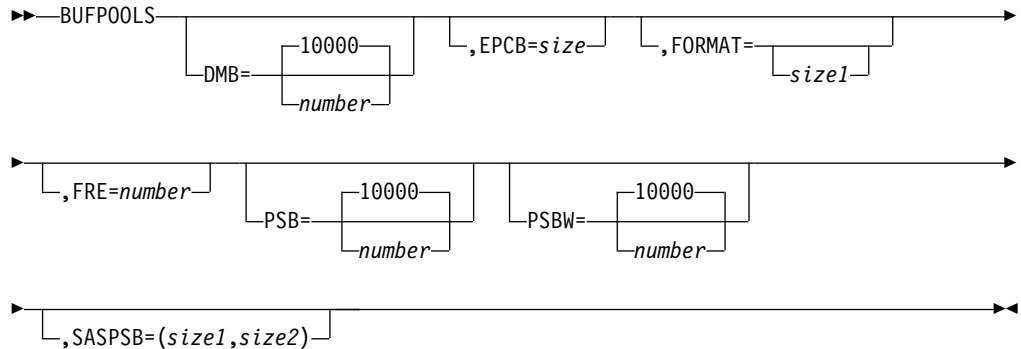 BUFPOOLS
10000
DMB=
number
,EPCB=size
,FORMAT=
size1
,FRE=number
10000
PSB=
number
10000
PSBW=
number
,SASPSB=(size1,size2)